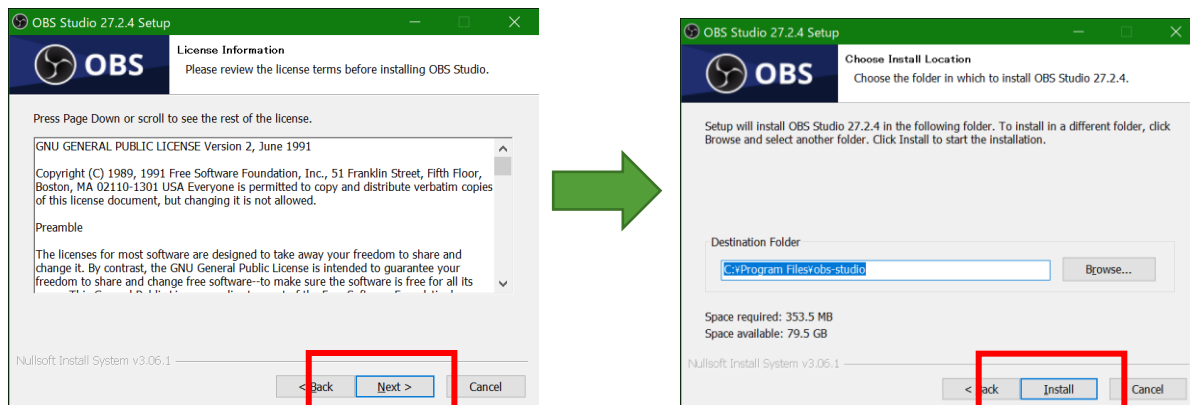 OBS Studio 27.2.4 Setup
OBS
License Information
Please review the license terms before installing OBS Studio.
Press Page Down or scroll to see the rest of the license.
GNU GENERAL PUBLIC LICENSE Version 2, June 1991
Copyright (C) 1989, 1991 Free Software Foundation, Inc., 51 Franklin Street, Fifth Floor,
Boston, MA 02110-1301 USA Everyone is permitted to copy and distribute verbatim copies
of this license document, but changing it is not allowed.
Preamble
The licenses for most software are designed to take away your freedom to share and
change it. By contrast, the GNU General Public License is intended to guarantee your
freedom to share and change free software--to make sure the software is free for all its
Nullsoft Install System v3.06.1
< Back
Next >
Cancel
OBS Studio 27.2.4 Setup
OBS
Choose Install Location
Choose the folder in which to install OBS Studio 27.2.4.
Setup will install OBS Studio 27.2.4 in the following folder. To install in a different folder, click
Browse and select another folder. Click Install to start the installation.
Destination Folder
C:¥Program Files¥obs-studio
Browse...
Space required: 353.5 MB
Space available: 79.5 GB
Nullsoft Install System v3.06.1
< Back
Install
Cancel